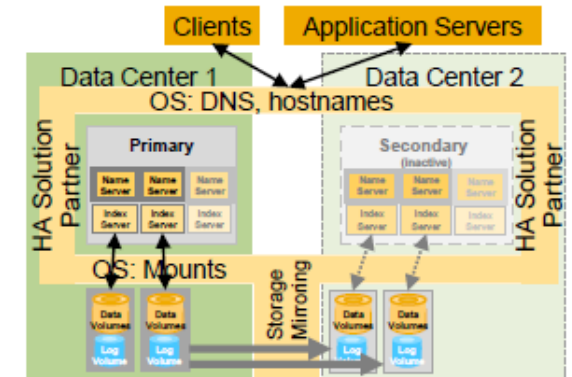 Clients
Application Servers
Data Center 1
Data Center 2
OS: DNS, hostnames
HA Solution
Partner
Primary
Name Server
Name Server
Name Server
Index Server
Index Server
Index Server
Secondary
(inactive)
Name Server
Name Server
Name Server
Index Server
Index Server
Index Server
HA Solution
Partner
OS: Mounts
Storage
Mirroring
Data
Volumes
Log
Volume
Data
Volumes
Log
Volume
Data
Volumes
Log
Data
Volumes
Log